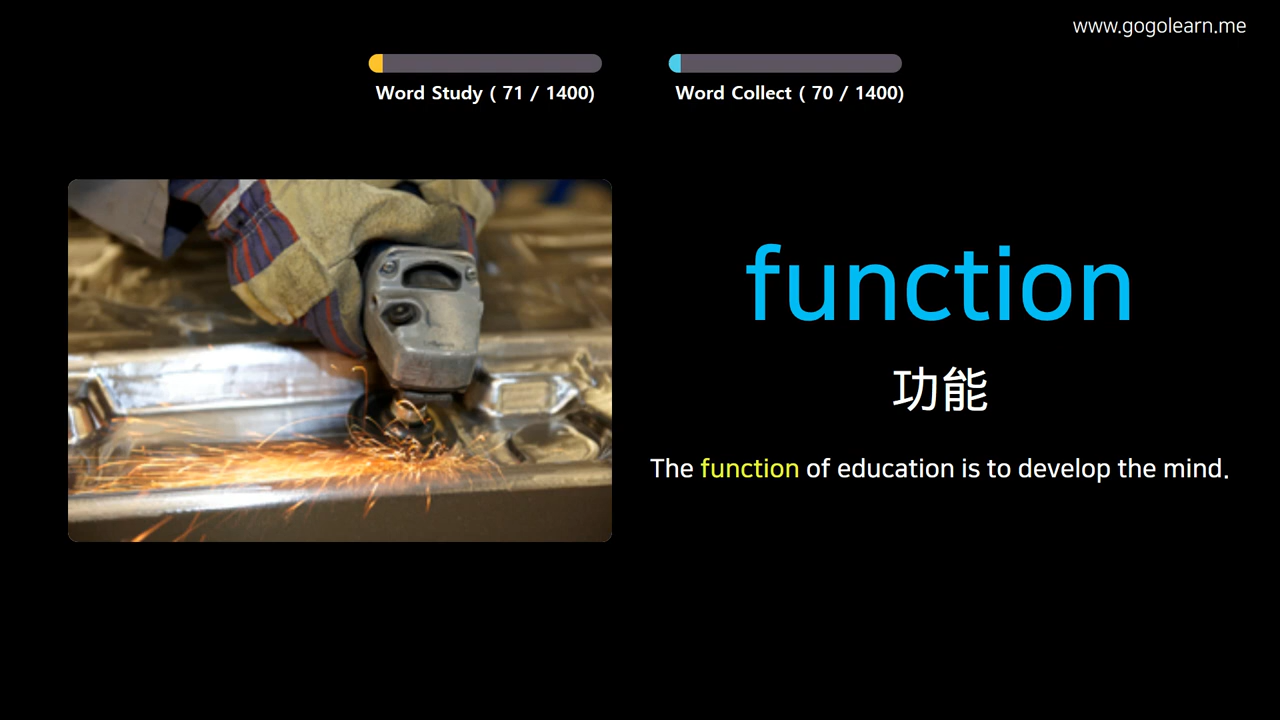 www.gogolearn.me
Word Study ( 71 / 1400)
Word Collect ( 70 / 1400)
function
功能
The function of education is to develop the mind.